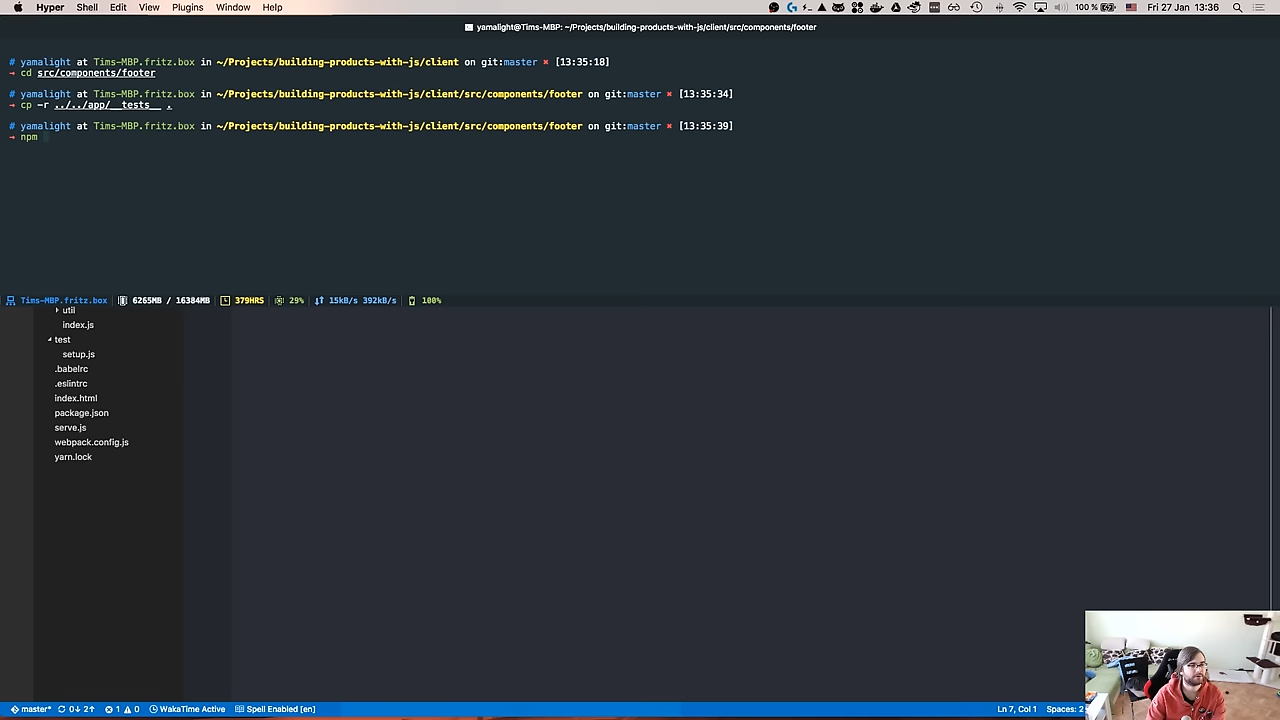 Hyper Shell Edit View Plugins Window Help 100 % Fri 27 Jan 13:36
yamalight@Tims-MBP: ~/Projects/building-products-with-js/client/src/components/footer
# yamalight at Tims-MBP.fritz.box in ~/Projects/building-products-with-js/client on git:master ✖ [13:35:18]
→ cd src/components/footer
# yamalight at Tims-MBP.fritz.box in ~/Projects/building-products-with-js/client/src/components/footer on git:master ✖ [13:35:34]
→ cp -r ../../app/__tests__ .
# yamalight at Tims-MBP.fritz.box in ~/Projects/building-products-with-js/client/src/components/footer on git:master ✖ [13:35:39]
→ npm
Tims-MBP.fritz.box 6265MB / 16384MB 379HRS 29% 15kB/s 392kB/s 100%
util
index.js
test
setup.js
.babelrc
.eslintrc
index.html
package.json
serve.js
webpack.config.js
yarn.lock
master* 0↓ 2↑ 1 0 WakaTime Active Spell Enabled [en] Ln 7, Col 1 Spaces: 2